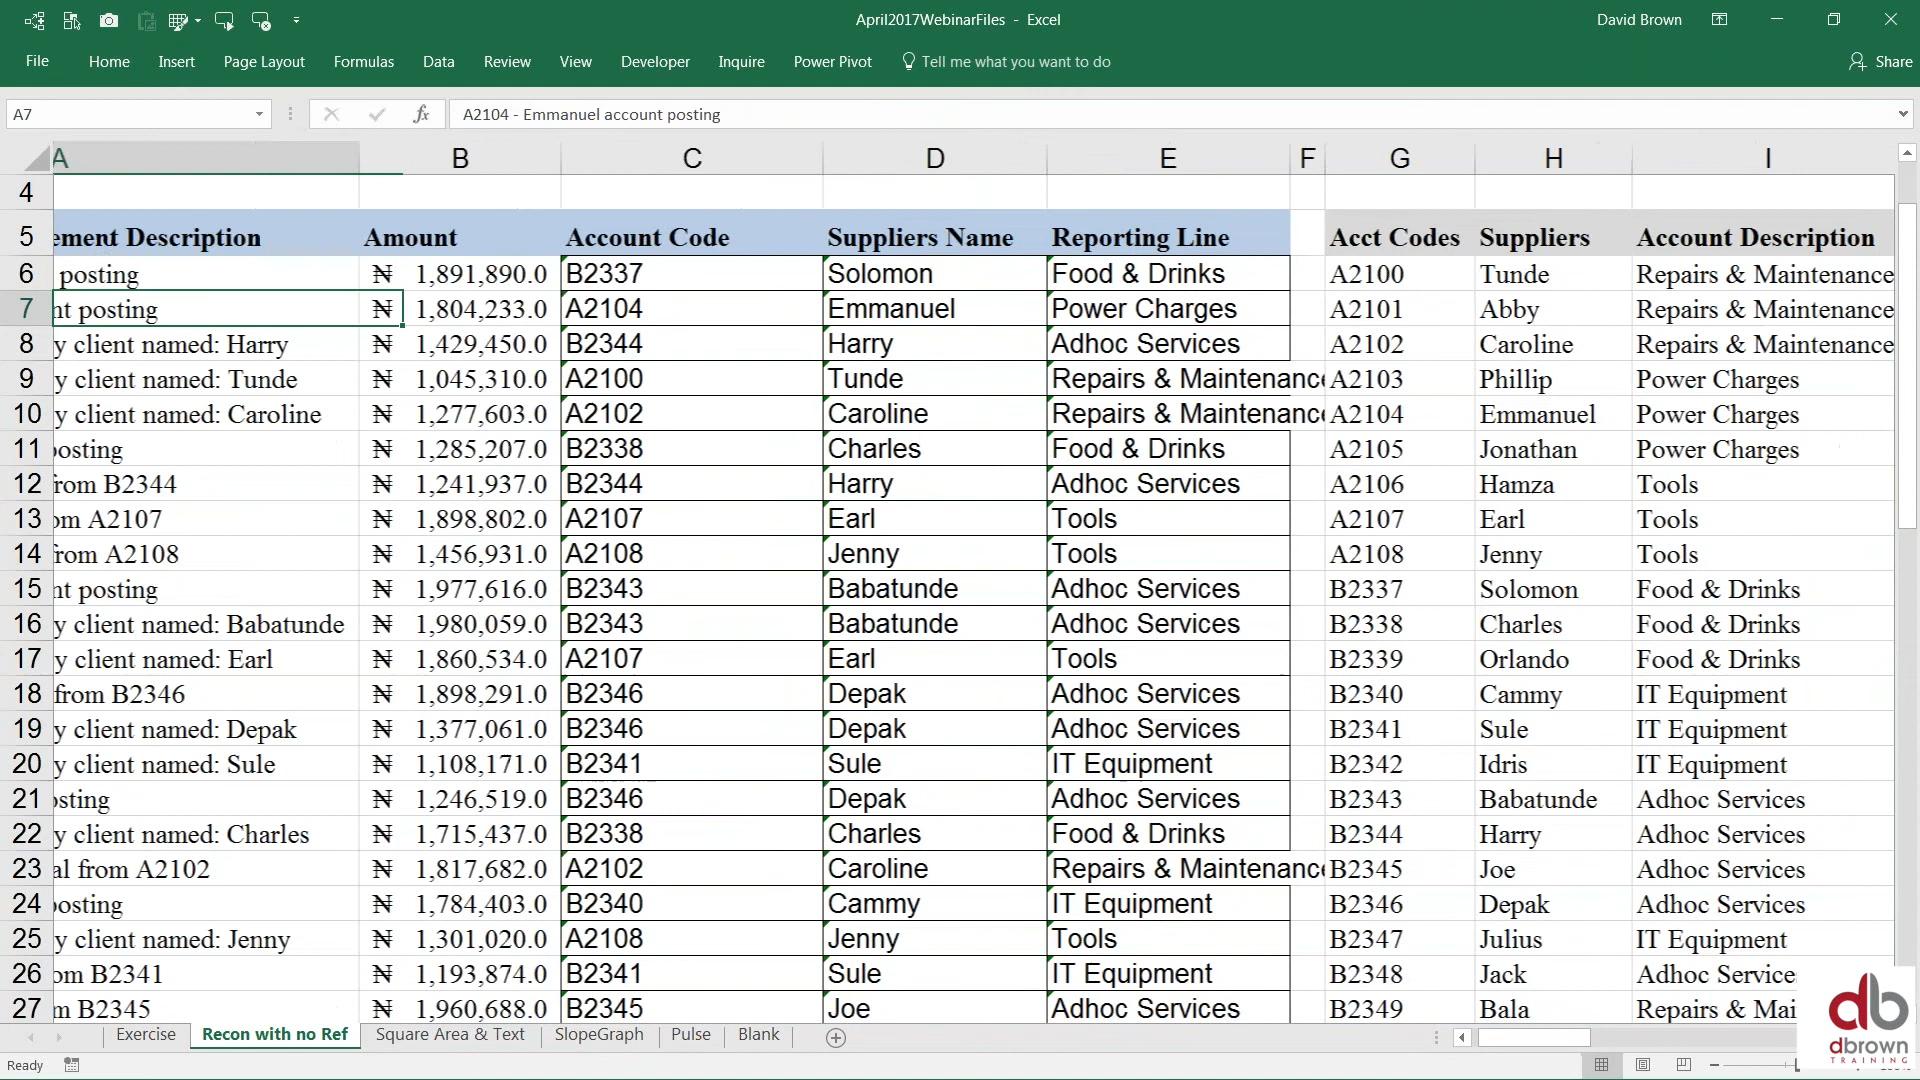 April2017WebinarFiles - Excel
David Brown
File Home Insert Page Layout Formulas Data Review View Developer Inquire Power Pivot Tell me what you want to do Share
A7 fx A2104 - Emmanuel account posting
A B C D E F G H I
4
5 ement Description Amount Account Code Suppliers Name Reporting Line Acct Codes Suppliers Account Description
6 posting ₦ 1,891,890.0 B2337 Solomon Food & Drinks A2100 Tunde Repairs & Maintenance
7 nt posting ₦ 1,804,233.0 A2104 Emmanuel Power Charges A2101 Abby Repairs & Maintenance
8 y client named: Harry ₦ 1,429,450.0 B2344 Harry Adhoc Services A2102 Caroline Repairs & Maintenance
9 y client named: Tunde ₦ 1,045,310.0 A2100 Tunde Repairs & Maintenanc A2103 Phillip Power Charges
10 y client named: Caroline ₦ 1,277,603.0 A2102 Caroline Repairs & Maintenanc A2104 Emmanuel Power Charges
11 posting ₦ 1,285,207.0 B2338 Charles Food & Drinks A2105 Jonathan Power Charges
12 from B2344 ₦ 1,241,937.0 B2344 Harry Adhoc Services A2106 Hamza Tools
13 om A2107 ₦ 1,898,802.0 A2107 Earl Tools A2107 Earl Tools
14 from A2108 ₦ 1,456,931.0 A2108 Jenny Tools A2108 Jenny Tools
15 nt posting ₦ 1,977,616.0 B2343 Babatunde Adhoc Services B2337 Solomon Food & Drinks
16 y client named: Babatunde ₦ 1,980,059.0 B2343 Babatunde Adhoc Services B2338 Charles Food & Drinks
17 y client named: Earl ₦ 1,860,534.0 A2107 Earl Tools B2339 Orlando Food & Drinks
18 from B2346 ₦ 1,898,291.0 B2346 Depak Adhoc Services B2340 Cammy IT Equipment
19 y client named: Depak ₦ 1,377,061.0 B2346 Depak Adhoc Services B2341 Sule IT Equipment
20 y client named: Sule ₦ 1,108,171.0 B2341 Sule IT Equipment B2342 Idris IT Equipment
21 osting ₦ 1,246,519.0 B2346 Depak Adhoc Services B2343 Babatunde Adhoc Services
22 y client named: Charles ₦ 1,715,437.0 B2338 Charles Food & Drinks B2344 Harry Adhoc Services
23 al from A2102 ₦ 1,817,682.0 A2102 Caroline Repairs & Maintenanc B2345 Joe Adhoc Services
24 posting ₦ 1,784,403.0 B2340 Cammy IT Equipment B2346 Depak Adhoc Services
25 y client named: Jenny ₦ 1,301,020.0 A2108 Jenny Tools B2347 Julius IT Equipment
26 om B2341 ₦ 1,193,874.0 B2341 Sule IT Equipment B2348 Jack Adhoc Service
27 m B2345 ₦ 1,960,688.0 B2345 Joe Adhoc Services B2349 Bala Repairs & Mai
Exercise Recon with no Ref Square Area & Text SlopeGraph Pulse Blank
Ready
db
dbrown
TRAINING